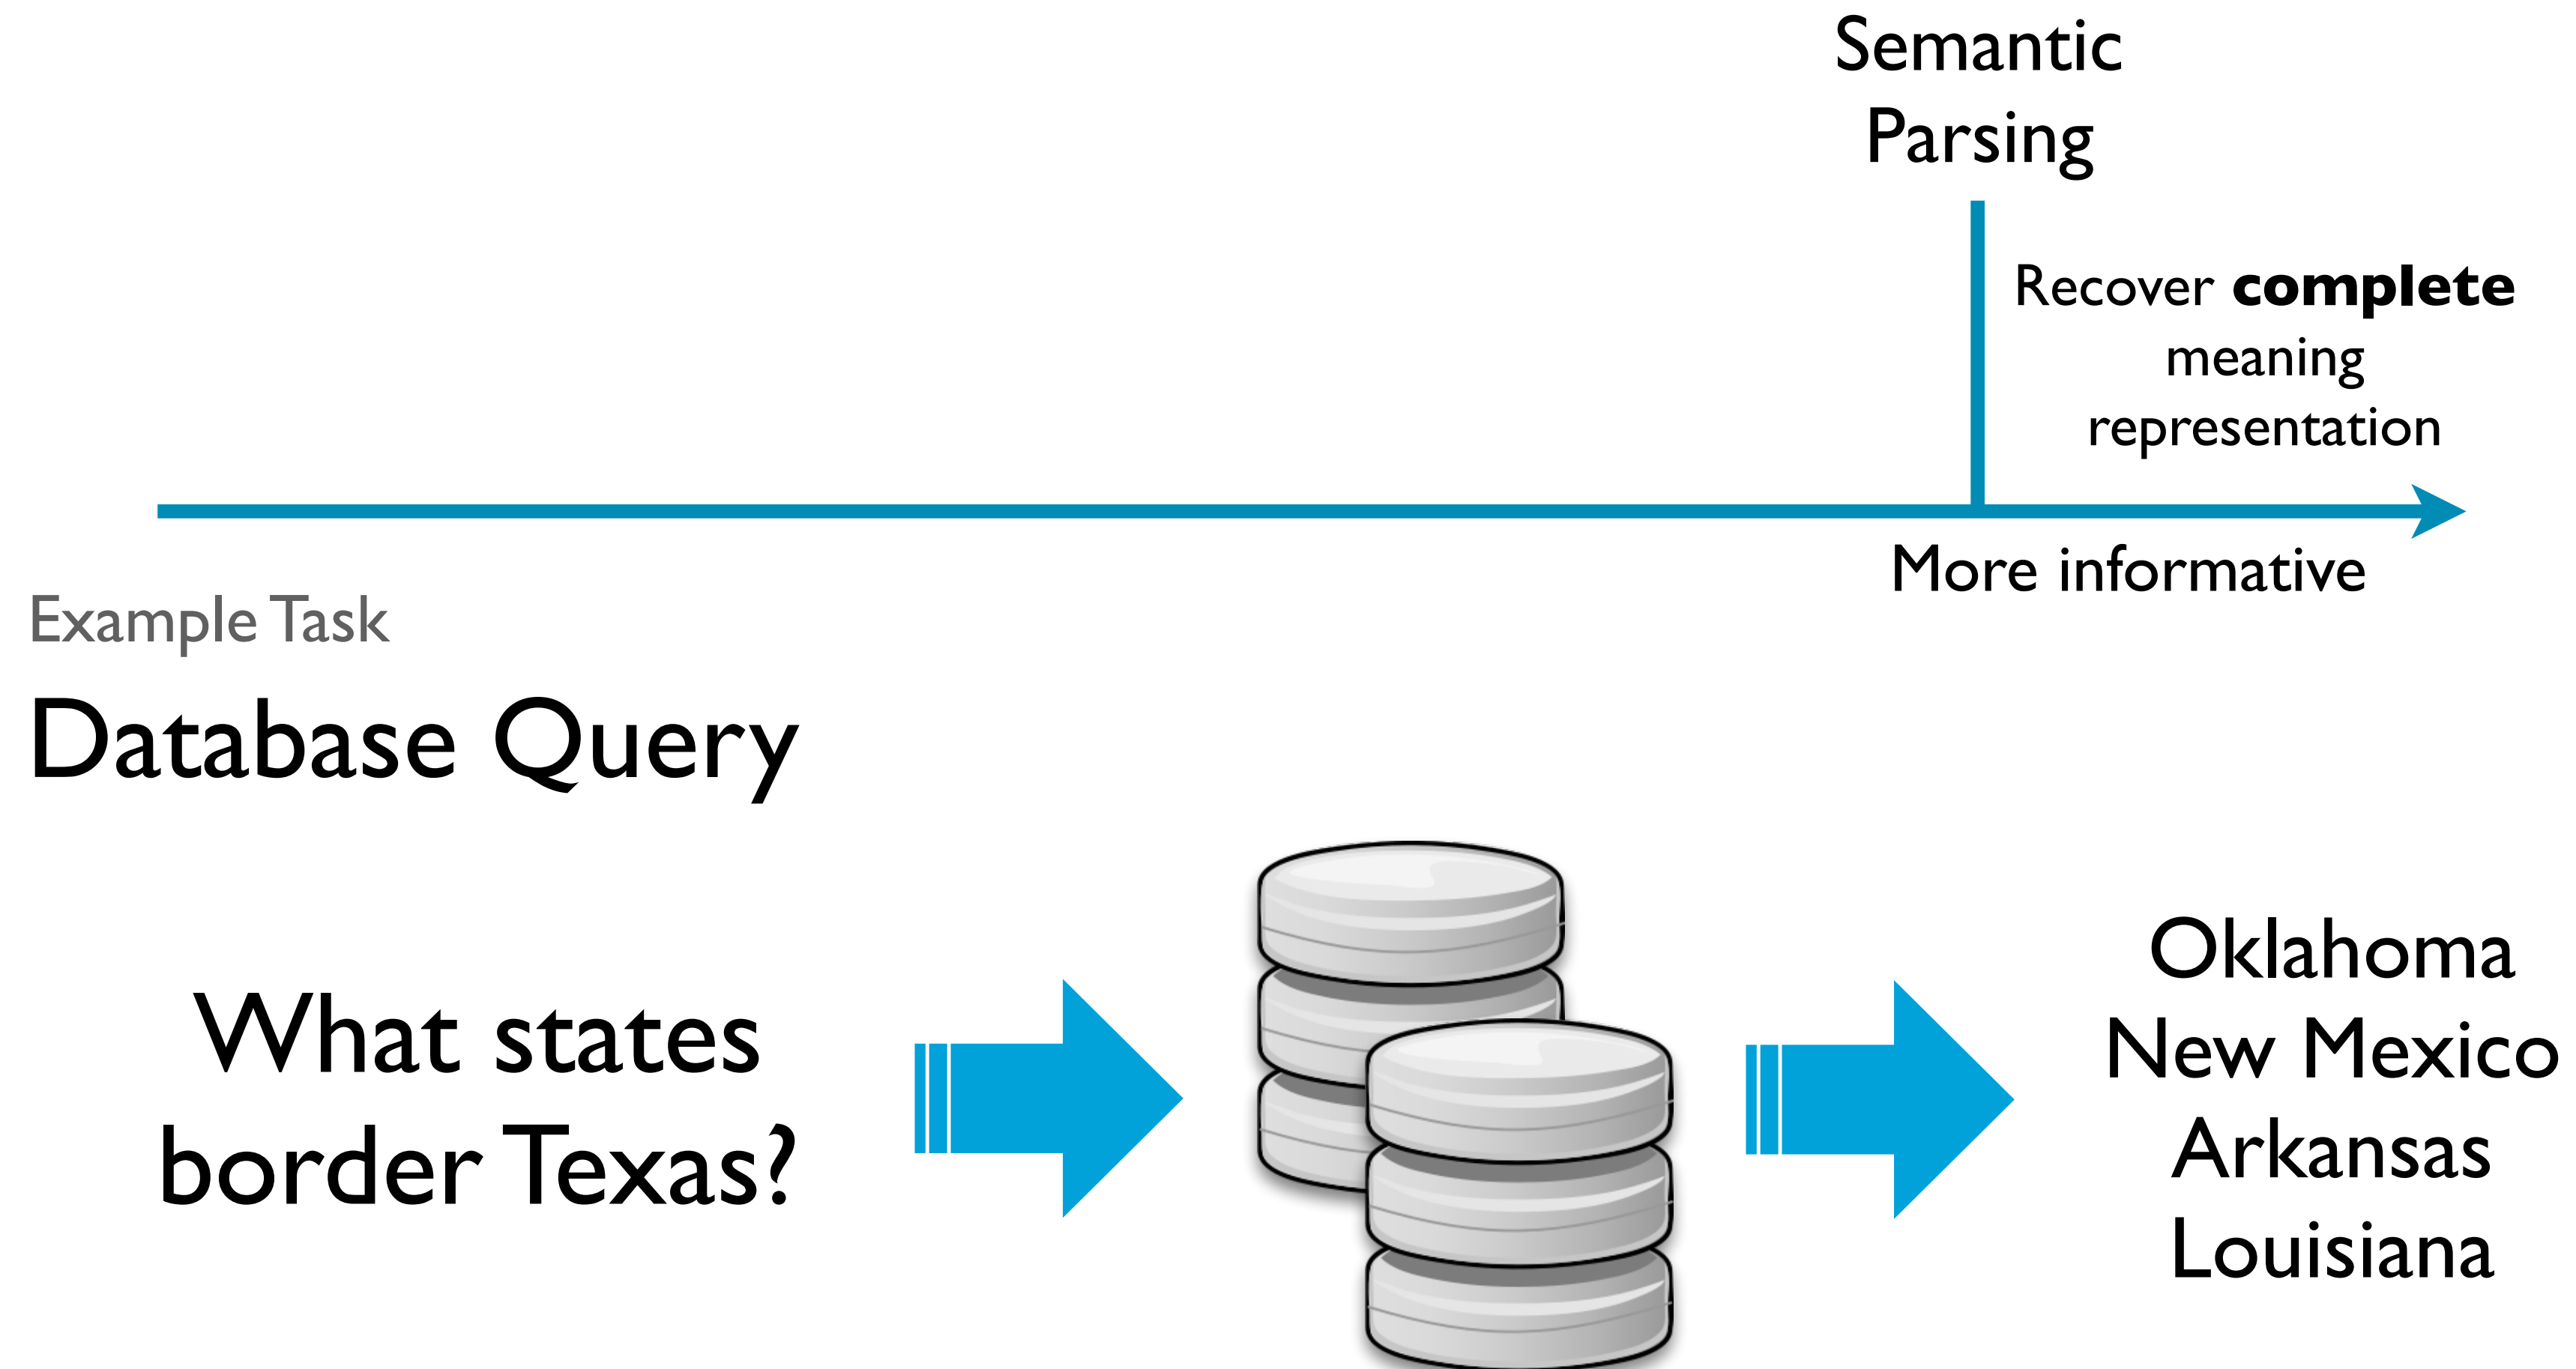 Semantic
Parsing
Recover complete
meaning
representation
More informative
Example Task
Database Query
What states
border Texas?
Oklahoma
New Mexico
Arkansas
Louisiana